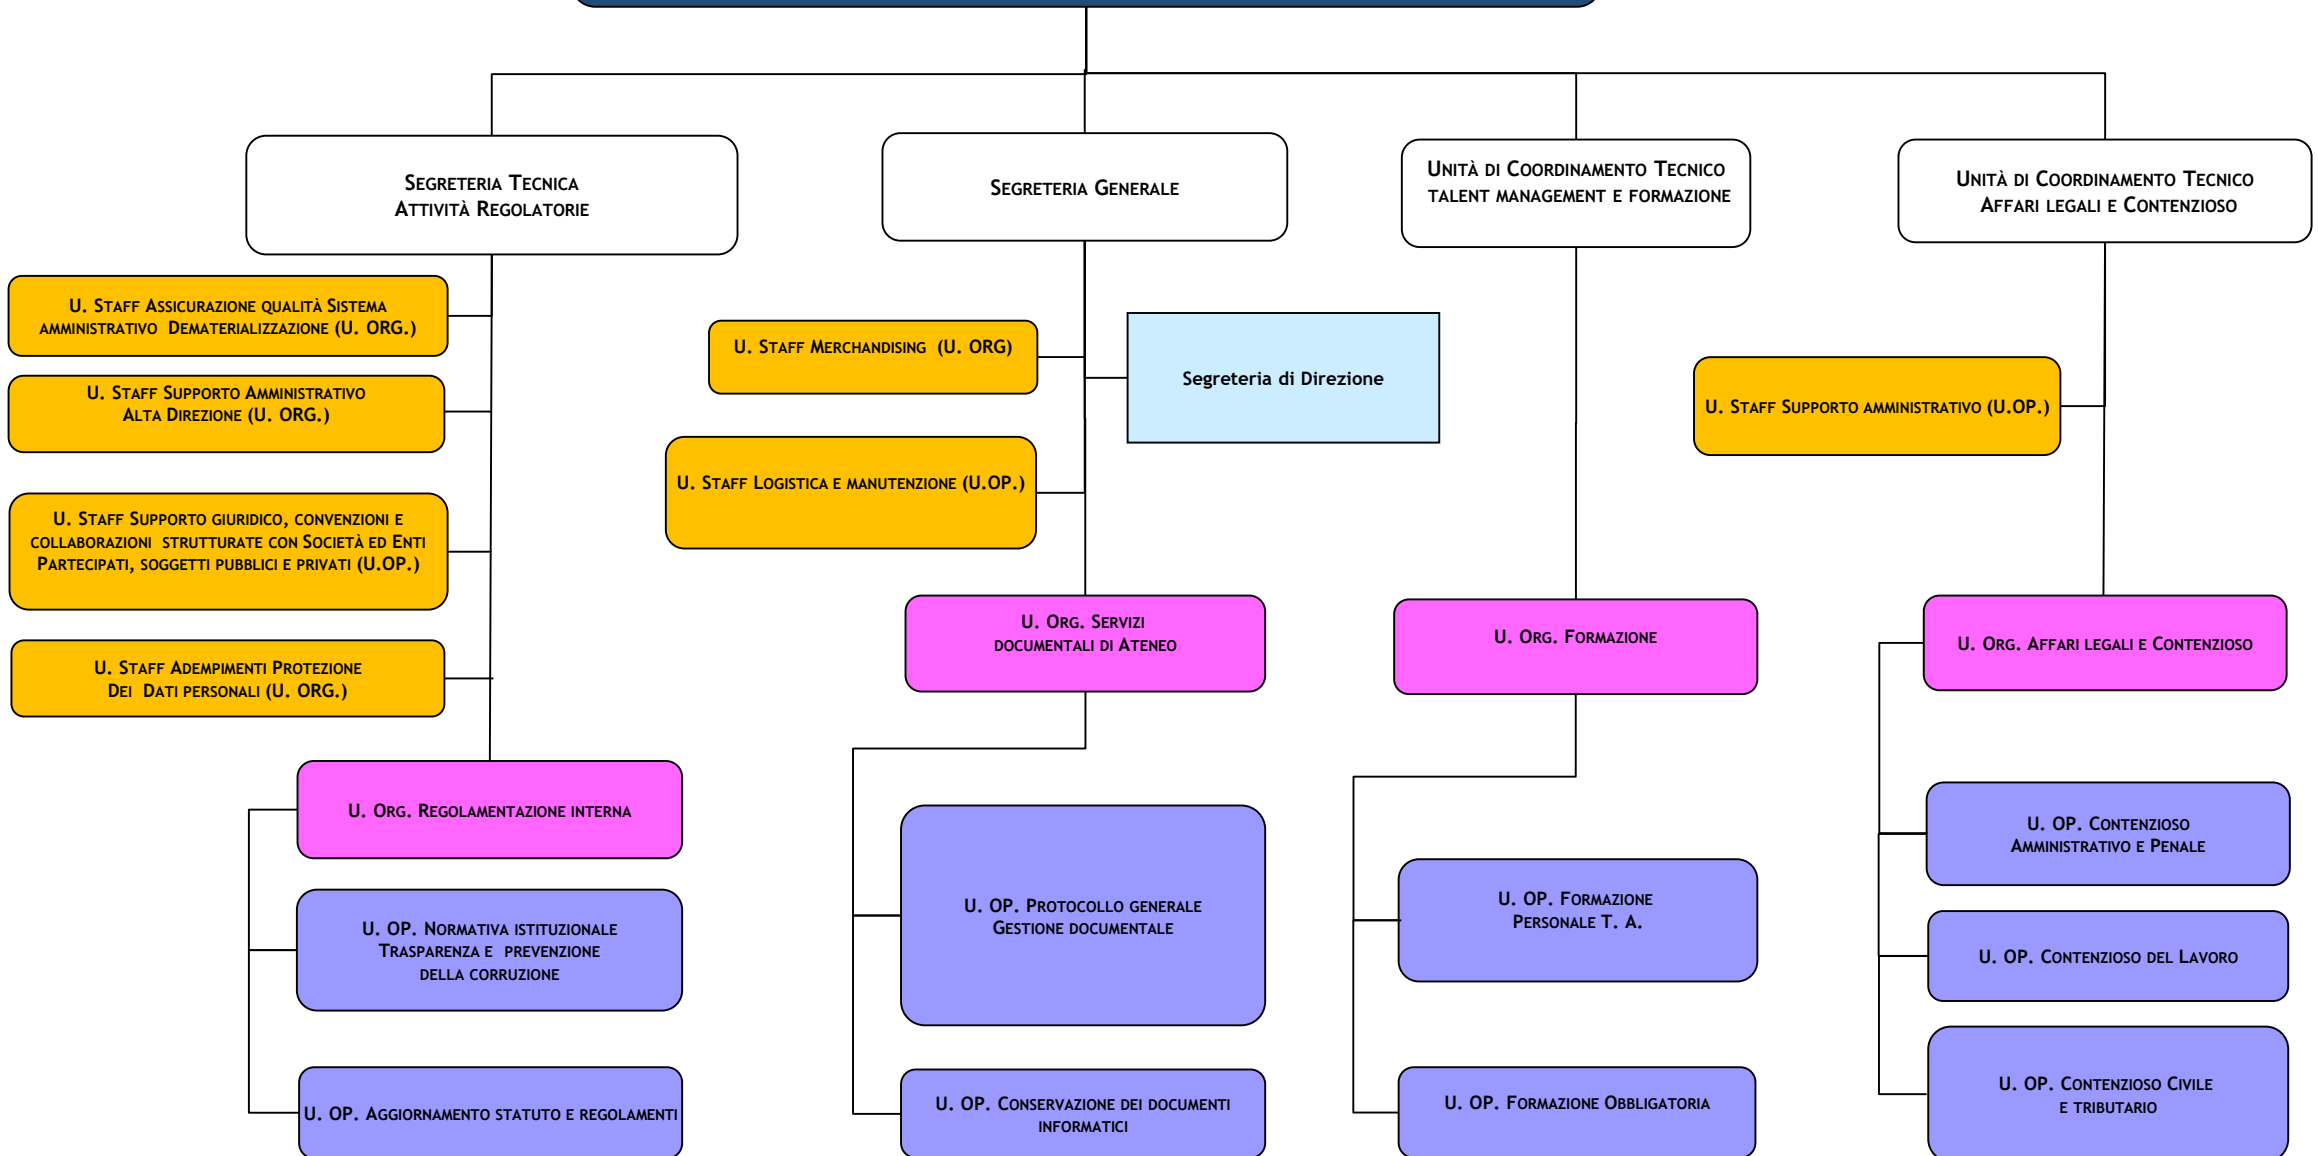 Segreteria Tecnica
Attività Regolatorie
Segreteria Generale
Unità di Coordinamento Tecnico
talent management e formazione
Unità di Coordinamento Tecnico
Affari legali e Contenzioso
U. Staff Assicurazione qualità Sistema
amministrativo Dematerializzazione (U. ORG.)
U. Staff Supporto Amministrativo
Alta Direzione (U. ORG.)
U. Staff Supporto giuridico, convenzioni e
collaborazioni strutturate con Società ed Enti
Partecipati, soggetti pubblici e privati (U.OP.)
U. Staff Adempimenti Protezione
Dei Dati personali (U. ORG.)
U. Org. Regolamentazione interna
U. OP. Normativa istituzionale
Trasparenza e prevenzione
della corruzione
U. OP. Aggiornamento statuto e regolamenti
U. Staff Merchandising (U. ORG)
Segreteria di Direzione
U. Staff Logistica e manutenzione (U.OP.)
U. Org. Servizi
documentali di Ateneo
U. OP. Protocollo generale
Gestione documentale
U. OP. Conservazione dei documenti
informatici
U. Org. Formazione
U. OP. Formazione
Personale T. A.
U. OP. Formazione Obbligatoria
U. Staff Supporto amministrativo (U.OP.)
U. Org. Affari legali e Contenzioso
U. OP. Contenzioso
Amministrativo e Penale
U. OP. Contenzioso del Lavoro
U. OP. Contenzioso Civile
e tributario